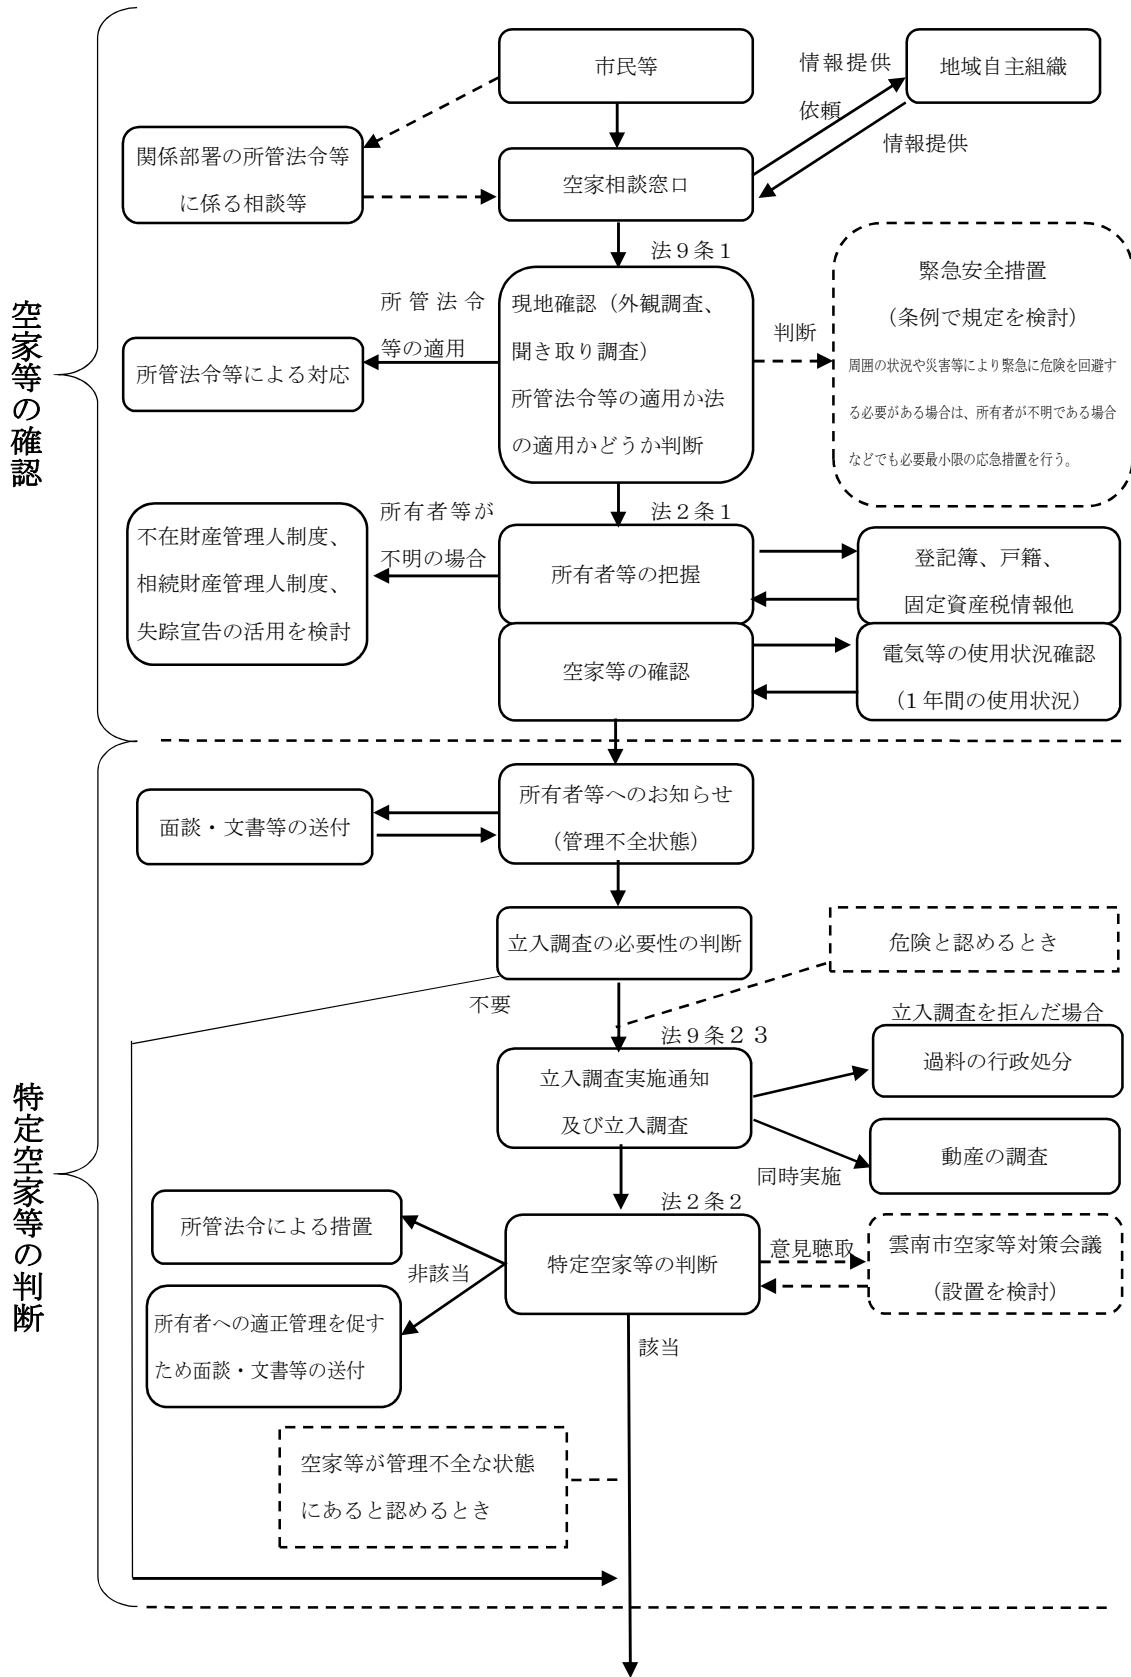 市民等
情報提供
依頼
地域自主組織
情報提供
関係部署の所管法令等
に係る相談等
空家相談窓口
法９条１
空家等の確認
所管法令
等の適用
所管法令等による対応
現地確認（外観調査、
聞き取り調査）
所管法令等の適用か法
の適用かどうか判断
判断
緊急安全措置
（条例で規定を検討）
周囲の状況や災害等により緊急に危険を回避す
る必要がある場合は、所有者が不明である場合
などでも必要最小限の応急措置を行う。
法２条１
所有者等が
不明の場合
不在財産管理人制度、
相続財産管理人制度、
失踪宣告の活用を検討
所有者等の把握
登記簿、戸籍、
固定資産税情報他
空家等の確認
電気等の使用状況確認
（1 年間の使用状況）
所有者等へのお知らせ
（管理不全状態）
面談・文書等の送付
立入調査の必要性の判断
危険と認めるとき
不要
法９条２３
立入調査を拒んだ場合
過料の行政処分
特定空家等の判断
立入調査実施通知
及び立入調査
動産の調査
同時実施
法２条２
所管法令による措置
非該当
特定空家等の判断
意見聴取
雲南市空家等対策会議
（設置を検討）
所有者への適正管理を促す
ため面談・文書等の送付
該当
空家等が管理不全な状態
にあると認めるとき